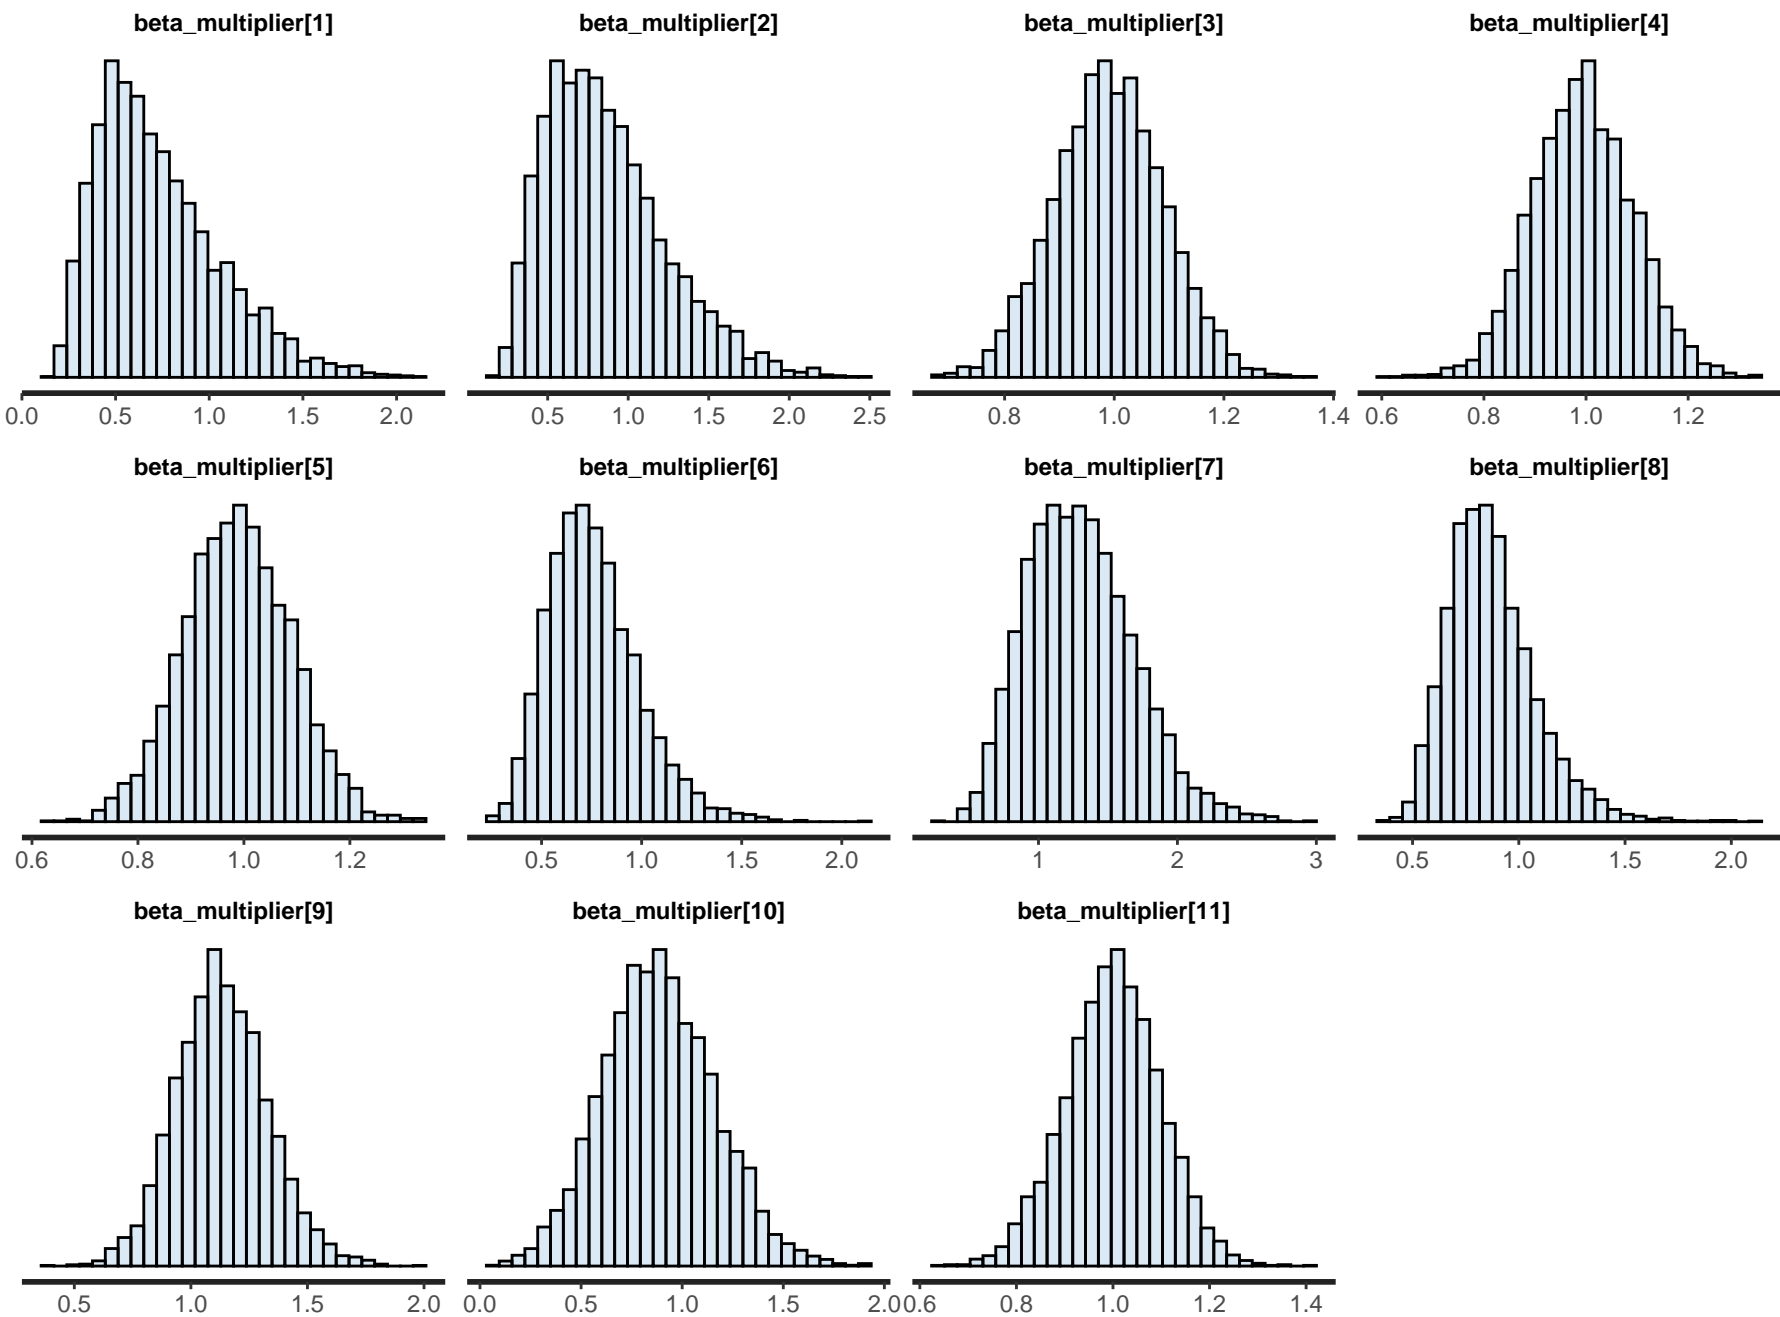 beta_multiplier[1] beta_multiplier[2] beta_multiplier[3] beta_multiplier[4]
0.0 0.5 1.0 1.5 2.0 0.5 1.0 1.5 2.0 2.5 0.8 1.0 1.2 1.4 0.6 0.8 1.0 1.2
beta_multiplier[5] beta_multiplier[6] beta_multiplier[7] beta_multiplier[8]
0.6 0.8 1.0 1.2 0.5 1.0 1.5 2.0 1 2 3 0.5 1.0 1.5 2.0
beta_multiplier[9] beta_multiplier[10] beta_multiplier[11]
0.5 1.0 1.5 2.0 0.0 0.5 1.0 1.5 2.0 0.6 0.8 1.0 1.2 1.4